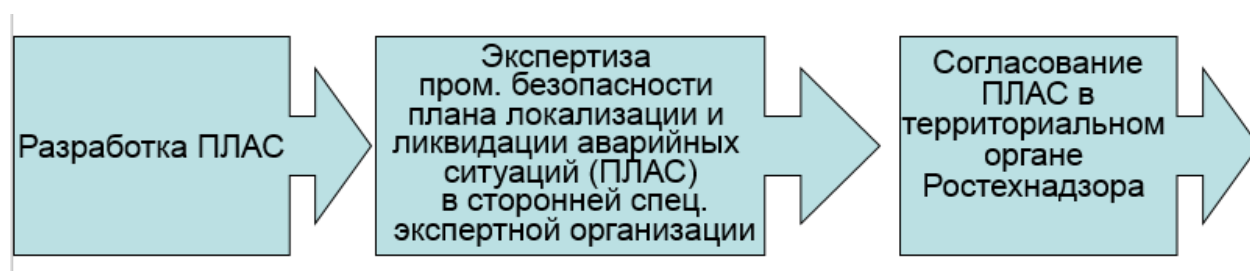 Разработка ПЛАС
Экспертиза
пром. безопасности
плана локализации и
ликвидации аварийных
ситуаций (ПЛАС)
в сторонней спец.
экспертной организации
Согласование
ПЛАС в
территориальном
органе
Ростехнадзора